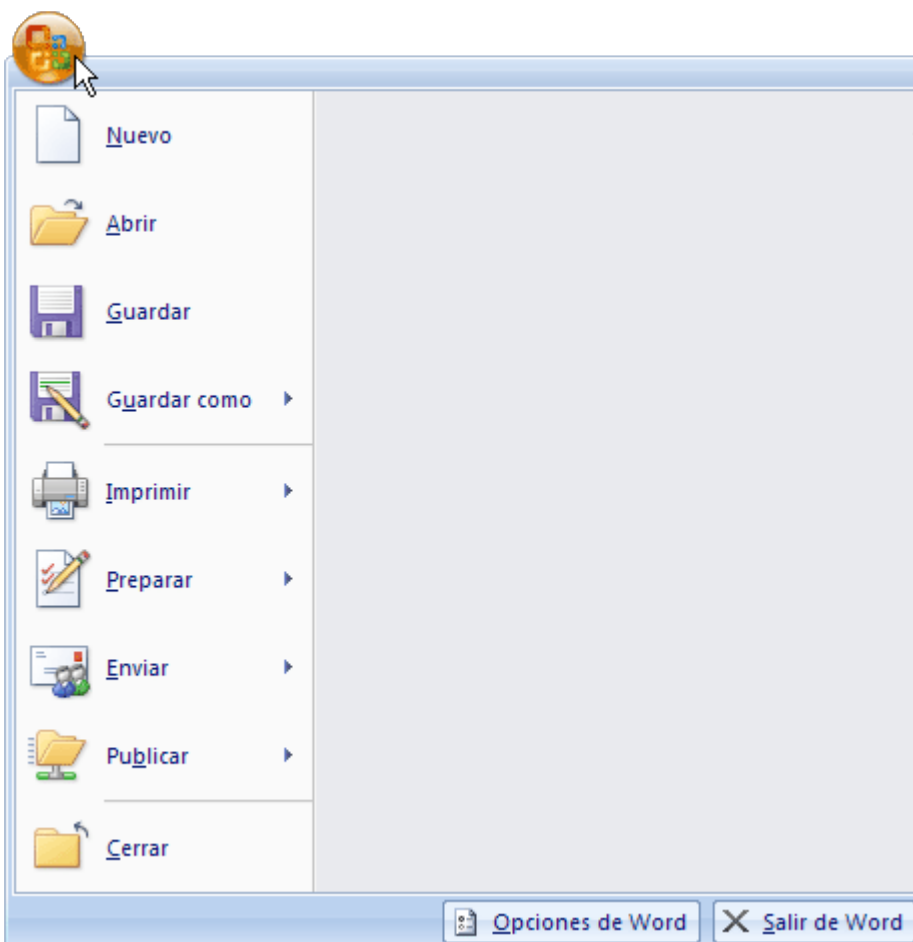 Nuevo
Abrir
Guardar
Guardar como
Imprimir
Preparar
Enviar
Publicar
Cerrar
Opciones de Word
Salir de Word